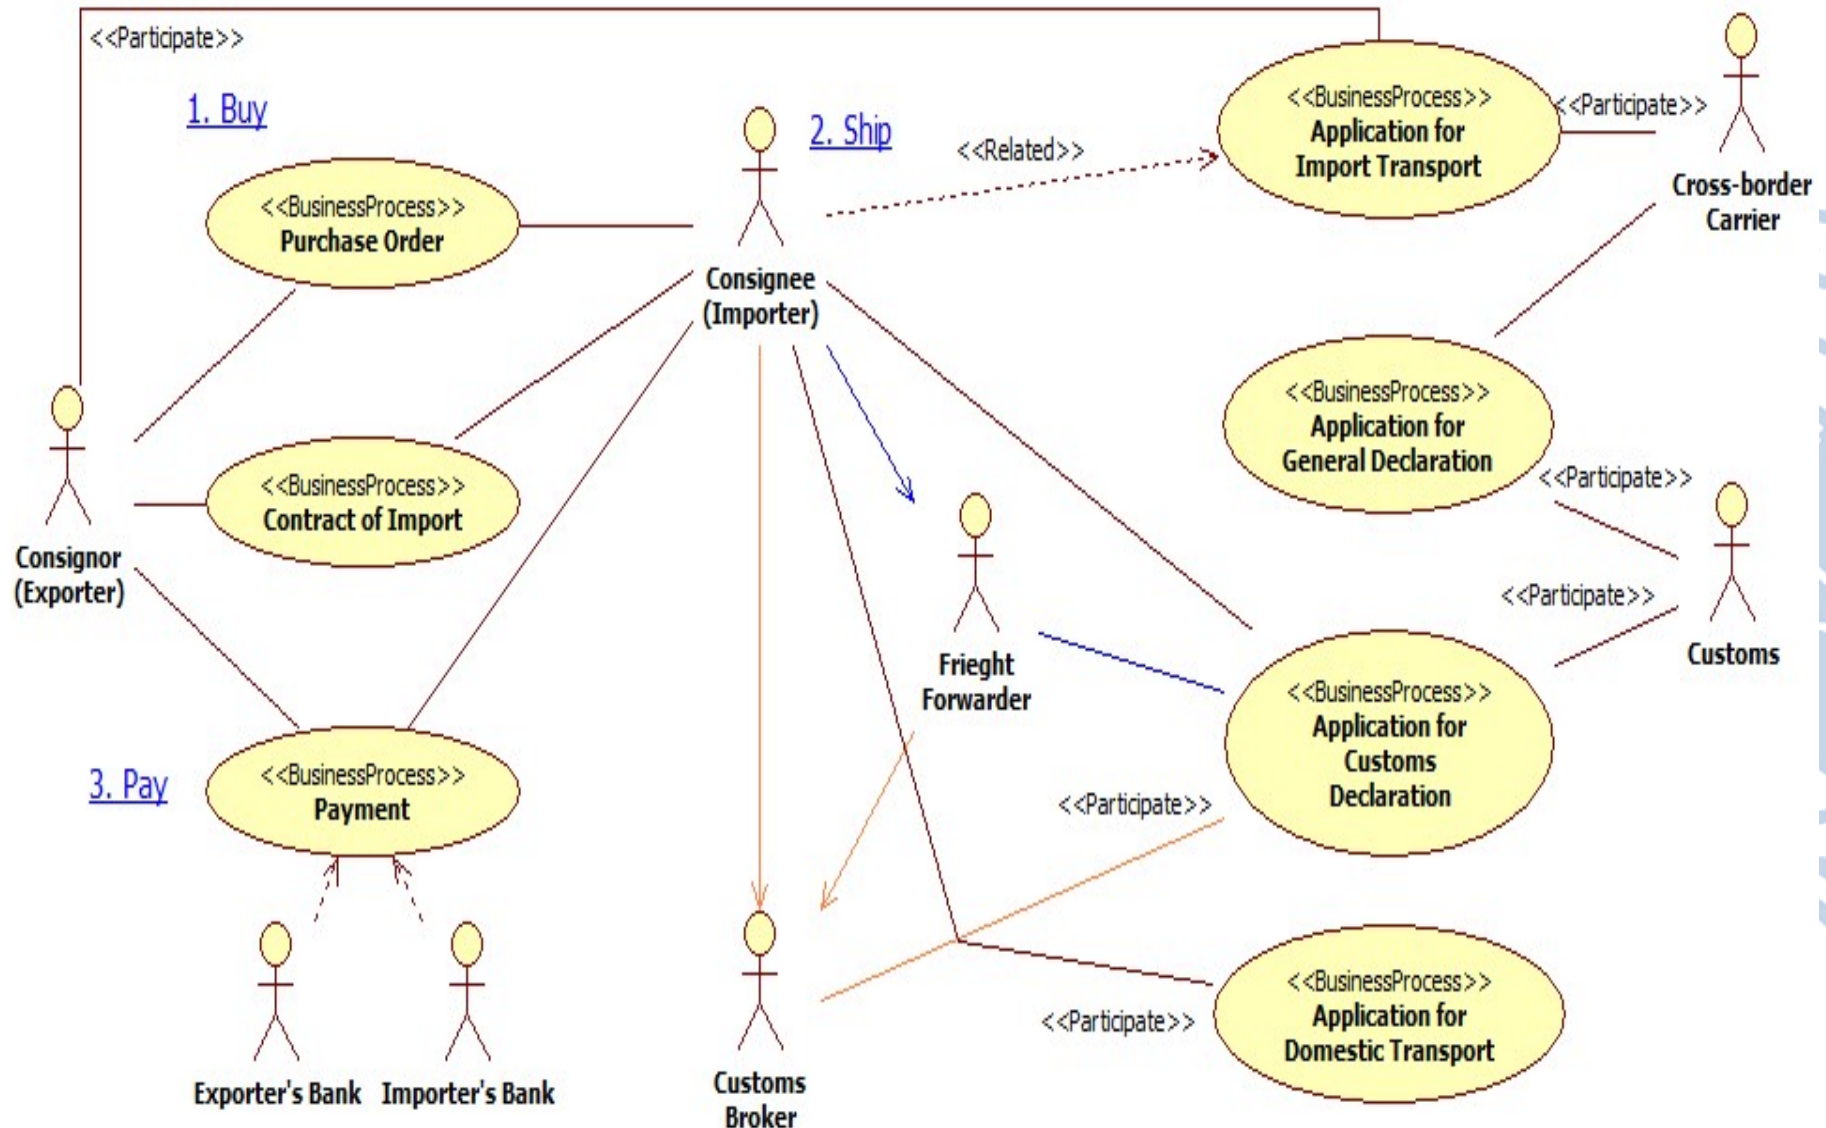 <<Participate>>
1. Buy
<<BusinessProcess>>
Purchase Order
<<BusinessProcess>>
Contract of Import
Consignor
(Exporter)
3. Pay
<<BusinessProcess>>
Payment
Exporter's Bank
Importer's Bank
Consignee
(Importer)
2. Ship
<<Related>>
<<BusinessProcess>>
Application for
Import Transport
<<Participate>>
Cross-border
Carrier
<<BusinessProcess>>
Application for
General Declaration
<<Participate>>
<<Participate>>
Customs
Frieght
Forwarder
<<BusinessProcess>>
Application for
Customs
Declaration
<<Participate>>
Customs
Broker
<<Participate>>
<<BusinessProcess>>
Application for
Domestic Transport